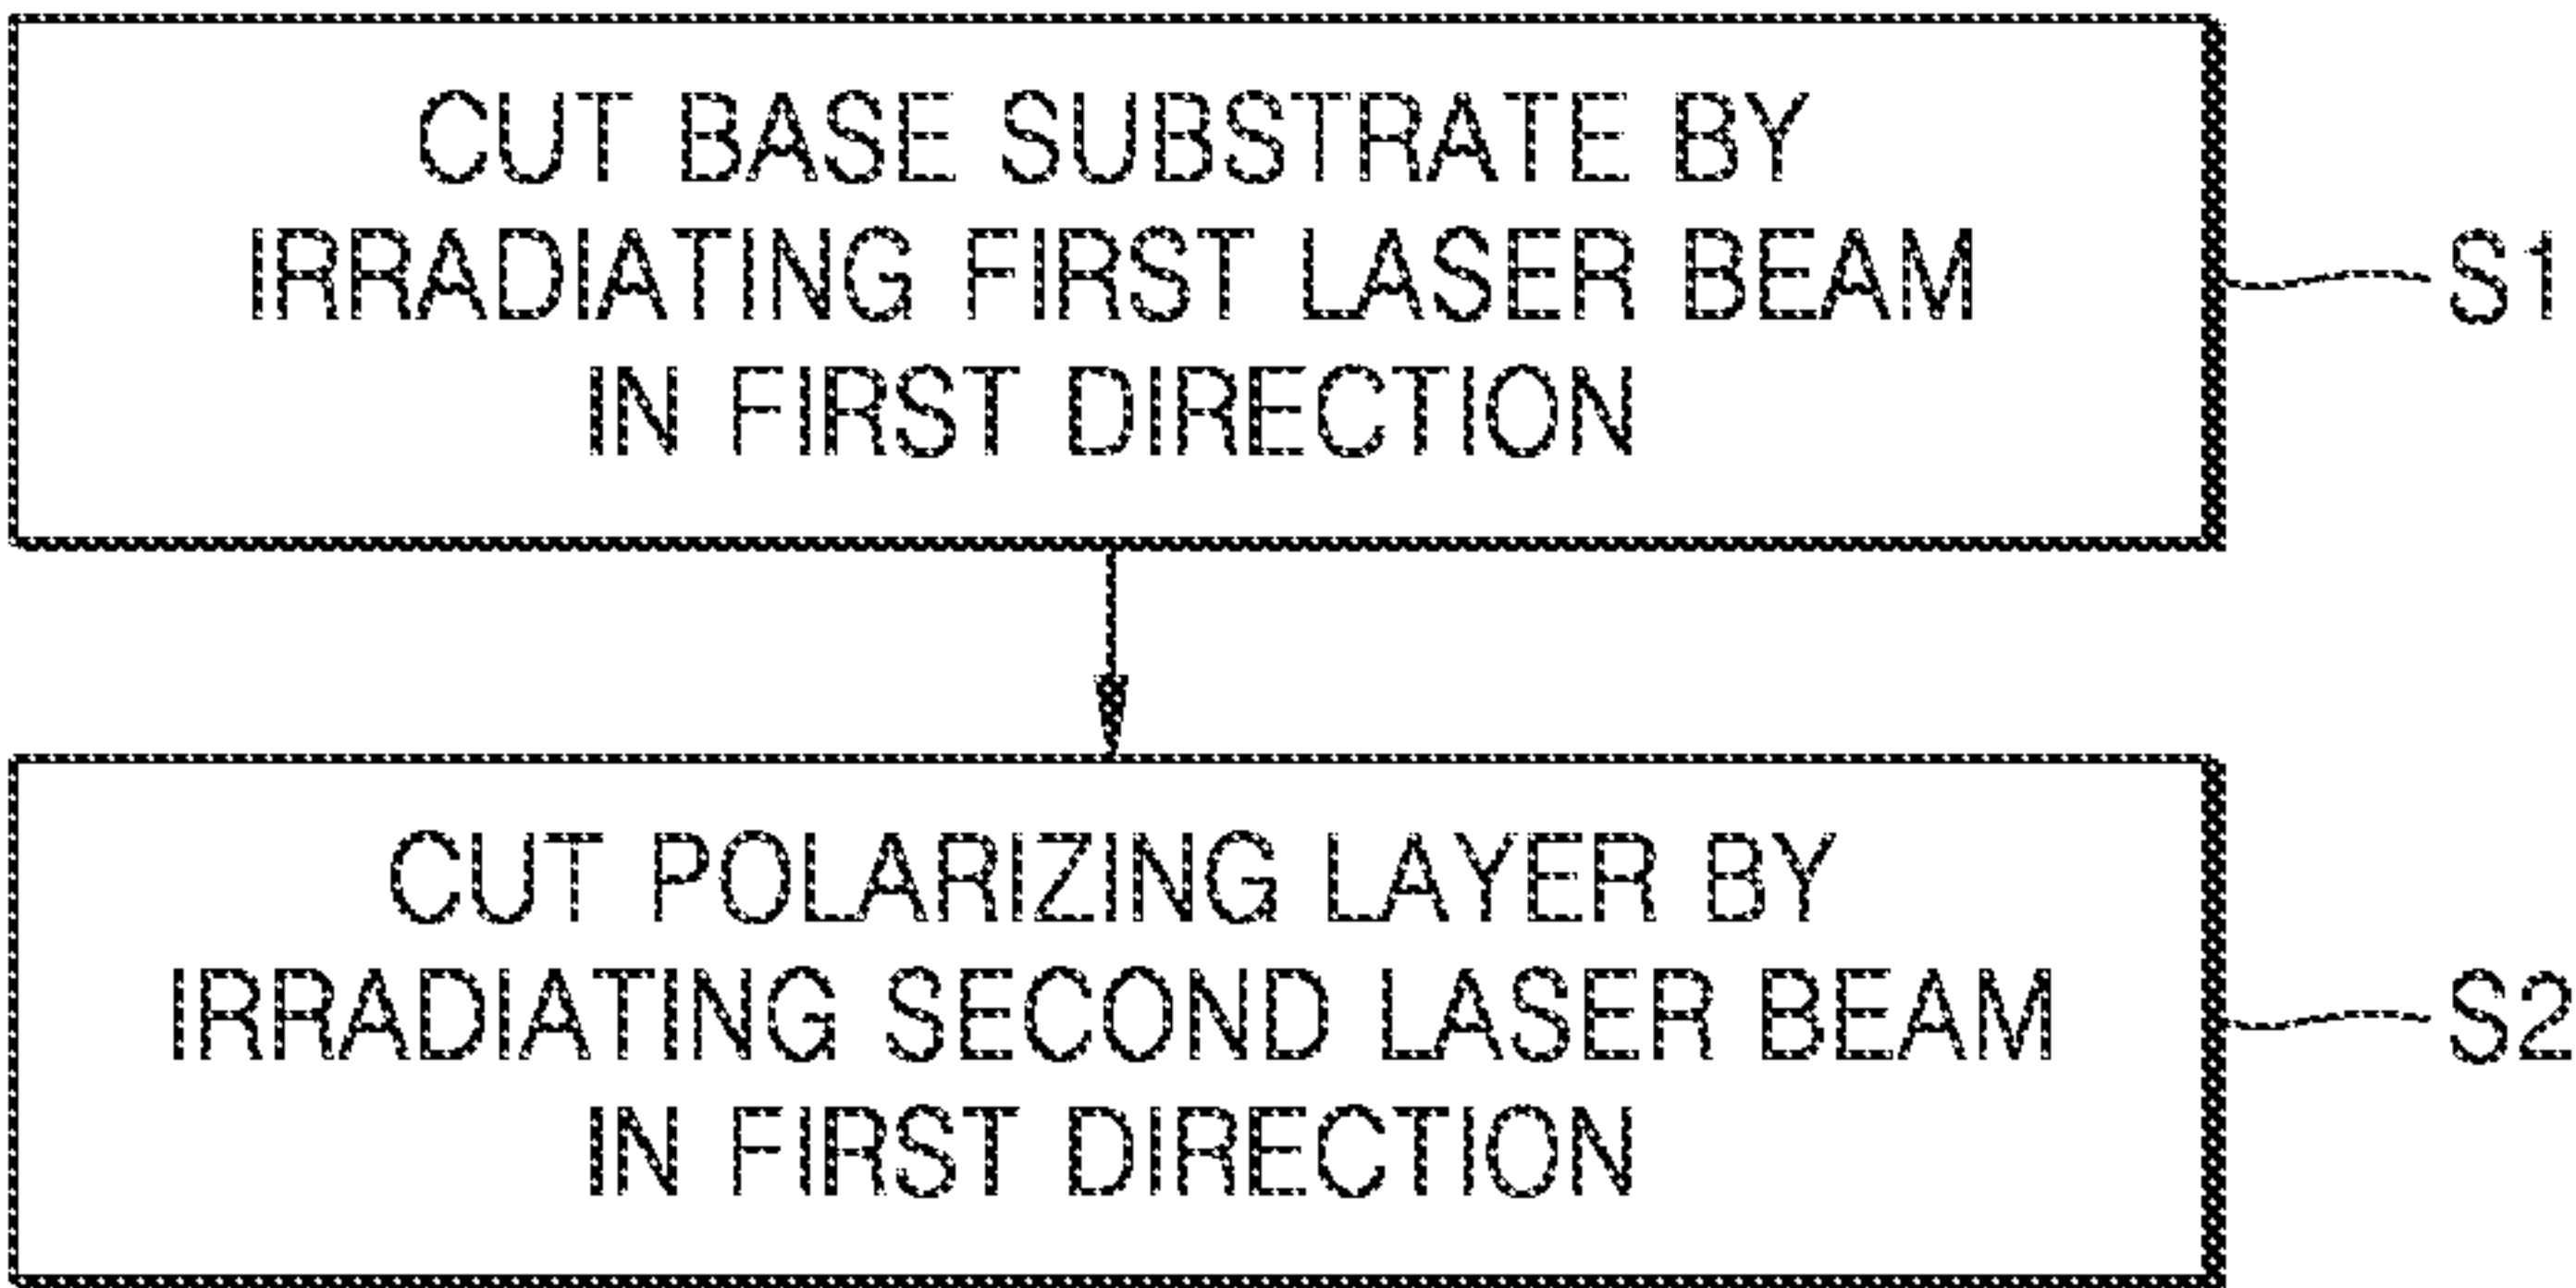 CUT BASE SUBSTRATE BY
IRRADIATING FIRST LASER BEAM
IN FIRST DIRECTION
S1
CUT POLARIZING LAYER BY
IRRADIATING SECOND LASER BEAM
IN FIRST DIRECTION
S2